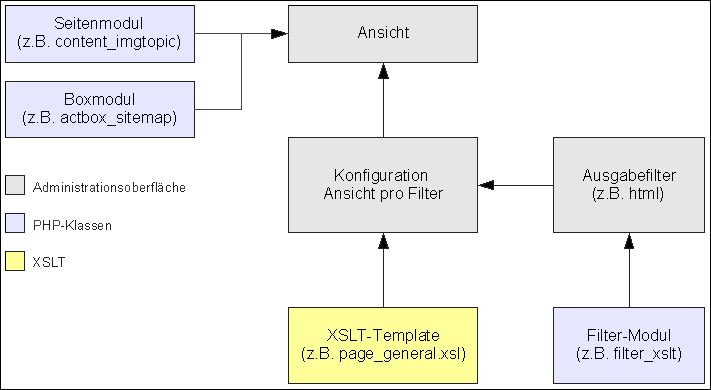 Seitenmodul
(z.B. content_imgtopic)
Ansicht
Boxmodul
(z.B. actbox_sitemap)
Konfiguration
Ansicht pro Filter
Ausgabefilter
(z.B. html)
Administrationsoberfläche
PHP-Klassen
XSLT
XSLT-Template
(z.B. page_general.xsl)
Filter-Modul
(z.B. filter_xslt)